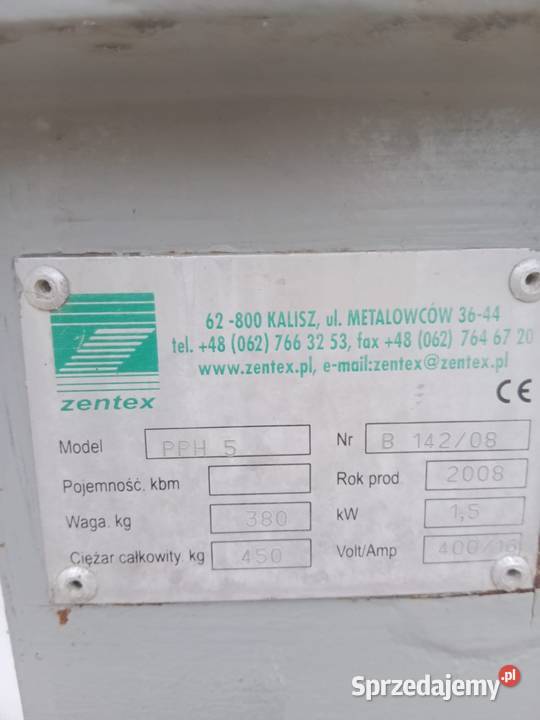 62 -800 KALISZ, ul. METALOWCÓW 36-44
tel. +48 (062) 766 32 53, fax +48 (062) 764 67 20
www.zentex.pl, e-mail:zentex@zentex.pl
zentex
CE
Model PPH 5 Nr B 142/08
Pojemność. kbm Rok prod. 2008
Waga. kg 380 kW 1,5
Ciężar całkowity. kg 450 Volt/Amp 400/16
Sprzedajemy.pl